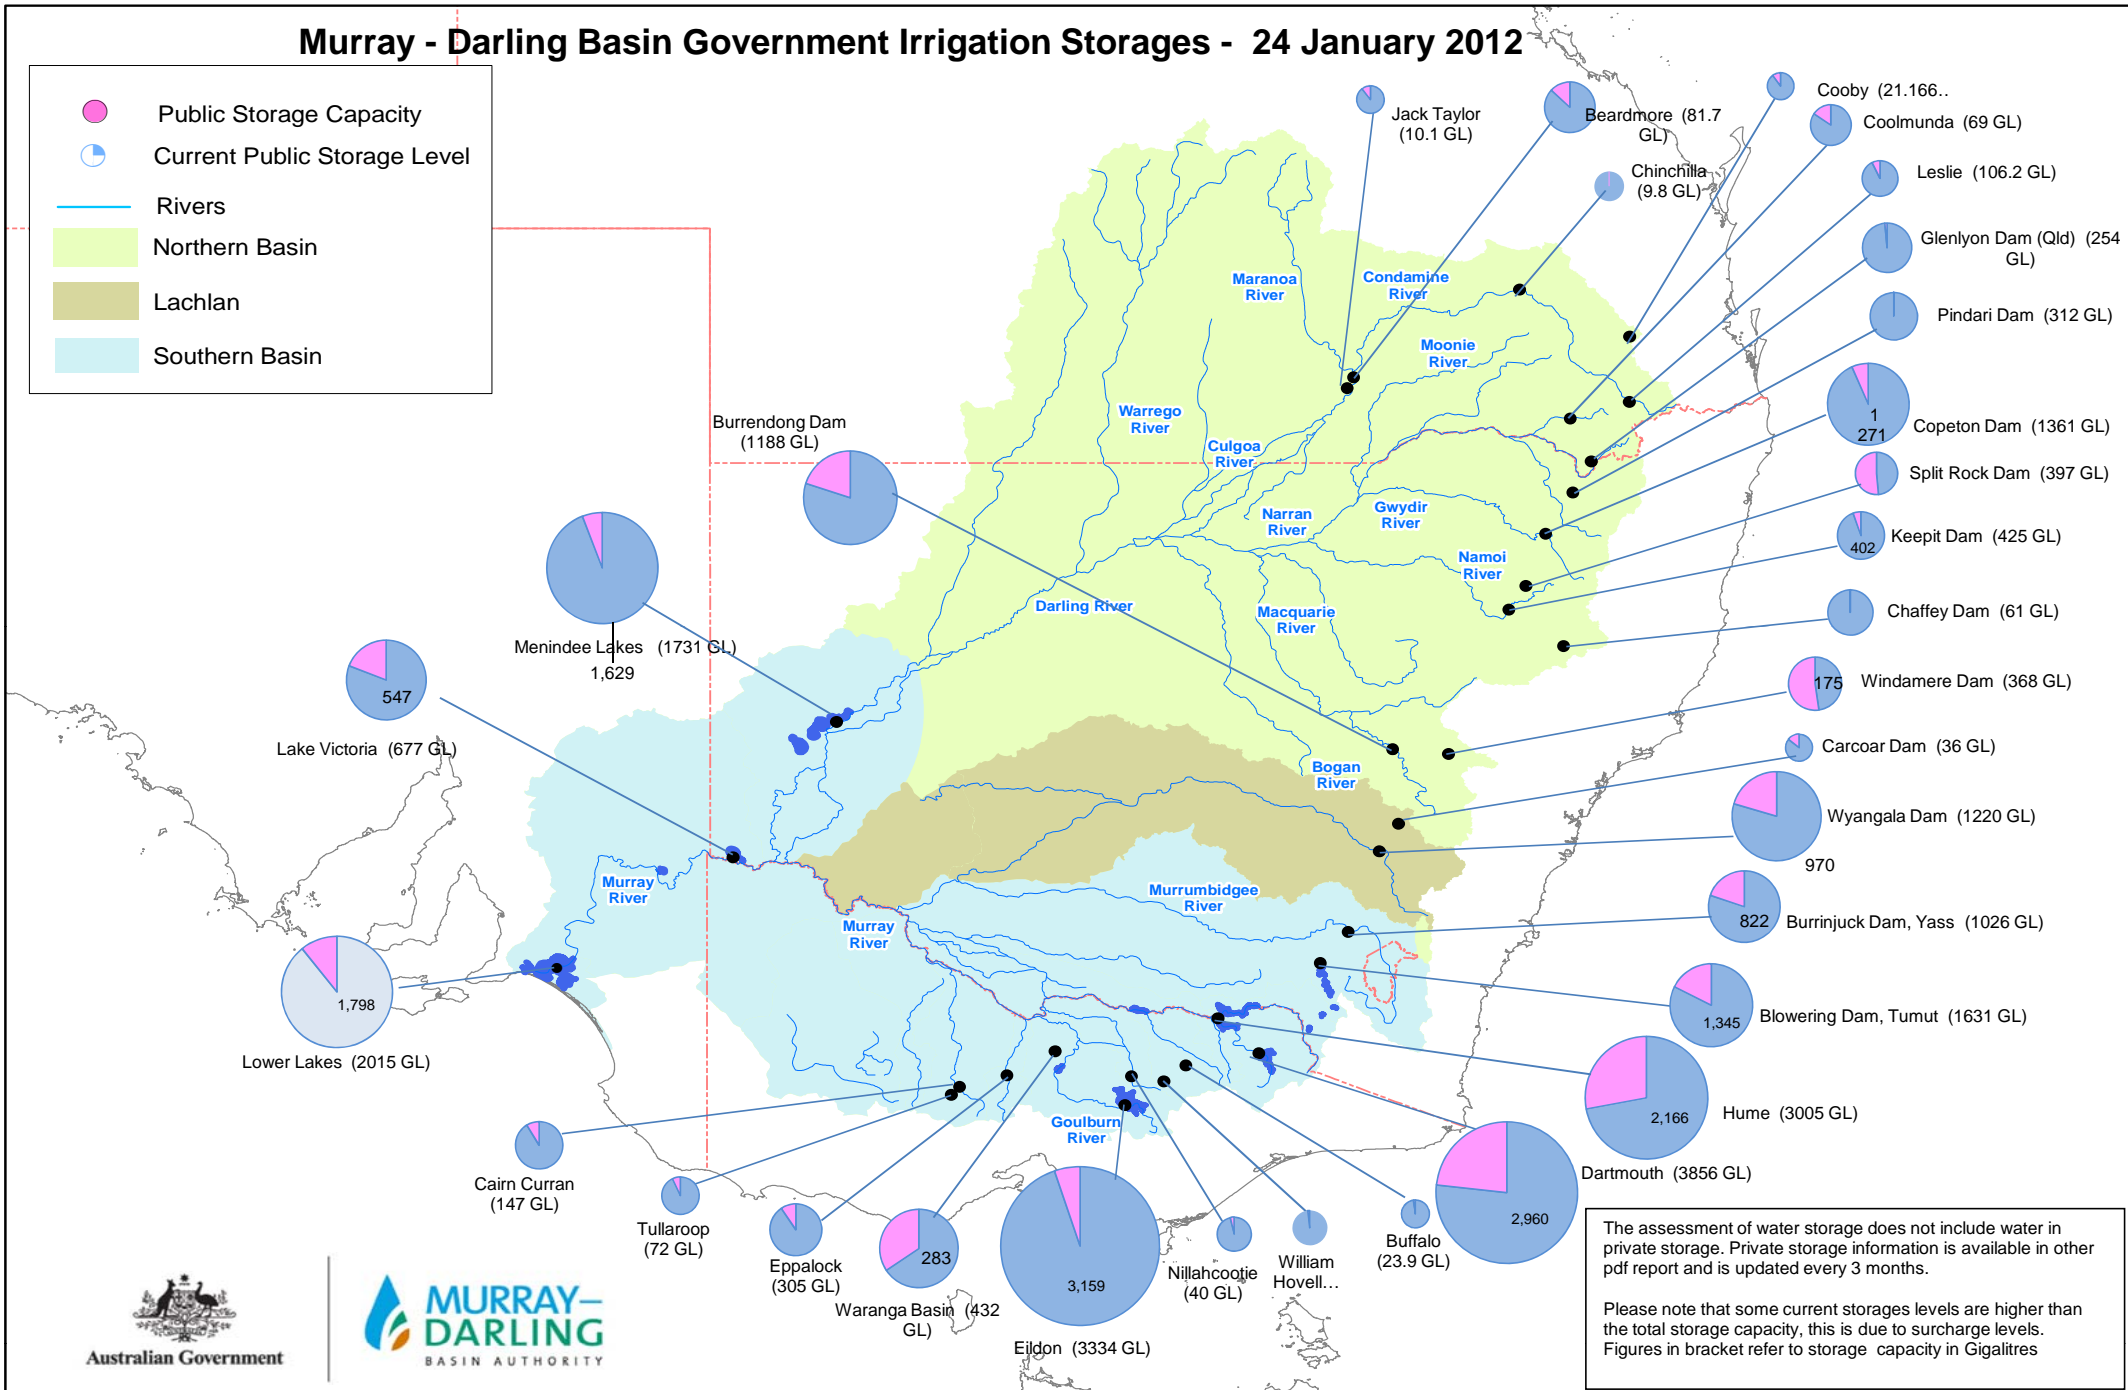 Murray - Darling Basin Government Irrigation Storages -  24 January 2012
Public Storage Capacity
Current Public Storage Level
Rivers
Northern Basin
Lachlan
Southern Basin
Jack Taylor
(10.1 GL)
Beardmore  (81.7
GL)
Cooby  (21.166..
Coolmunda  (69 GL)
Chinchilla
(9.8 GL)
Leslie  (106.2 GL)
Glenlyon Dam (Qld)  (254
GL)
Pindari Dam  (312 GL)
1
271
Copeton Dam  (1361 GL)
Split Rock Dam  (397 GL)
402
Keepit Dam  (425 GL)
Chaffey Dam  (61 GL)
175
Windamere Dam  (368 GL)
Carcoar Dam  (36 GL)
Wyangala Dam  (1220 GL)
970
822
Burrinjuck Dam, Yass  (1026 GL)
1,345
Blowering Dam, Tumut  (1631 GL)
2,166
Hume  (3005 GL)
Dartmouth  (3856 GL)
2,960
Burrendong Dam
(1188 GL)
Menindee Lakes   (1731 GL)
1,629
547
Lake Victoria  (677 GL)
1,798
Lower Lakes  (2015 GL)
Maranoa
River
Condamine
River
Moonie
River
Warrego
River
Culgoa
River
Narran
River
Gwydir
River
Namoi
River
Darling River
Macquarie
River
Bogan
River
Murray
River
Murrumbidgee
River
Murray
River
Goulburn
River
Cairn Curran
(147 GL)
Tullaroop
(72 GL)
Eppalock
(305 GL)
283
Waranga Basin  (432
GL)
3,159
Eildon  (3334 GL)
Nillahcootie
(40 GL)
William
Hovell...
Buffalo
(23.9 GL)
The assessment of water storage does not include water in
private storage. Private storage information is available in other
pdf report and is updated every 3 months.
Please note that some current storages levels are higher than
the total storage capacity, this is due to surcharge levels.
Figures in bracket refer to storage  capacity in Gigalitres
Australian Government
MURRAY–
DARLING
BASIN AUTHORITY